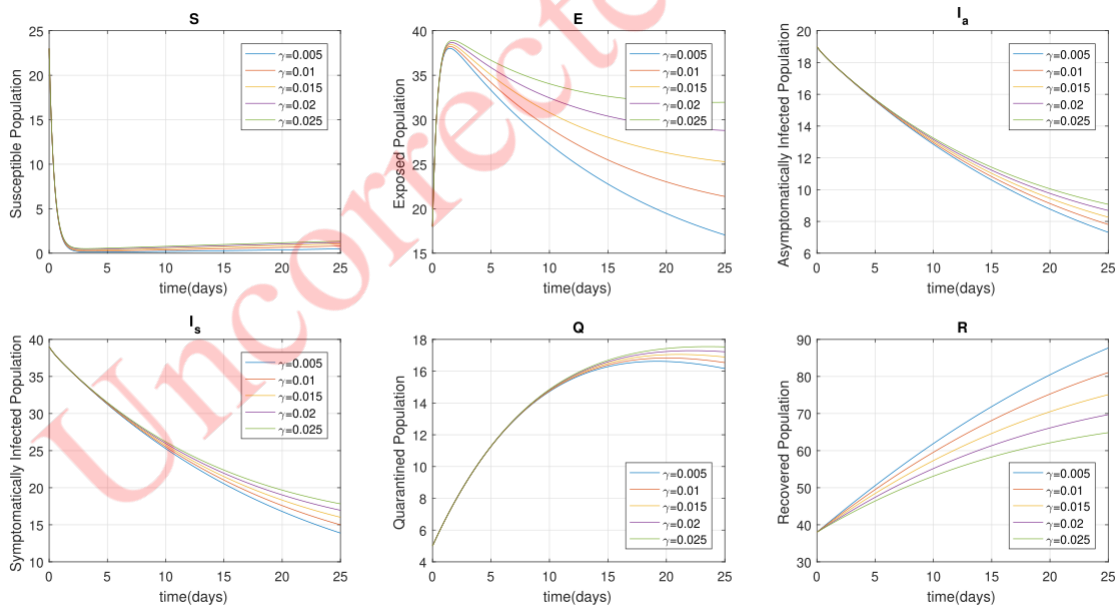 S
Susceptible Population
25
20
15
10
5
0
0 5 10 15 20 25
time(days)
γ=0.005
γ=0.01
γ=0.015
γ=0.02
γ=0.025
E
Exposed Population
40
35
30
25
20
15
0 5 10 15 20 25
time(days)
γ=0.005
γ=0.01
γ=0.015
γ=0.02
γ=0.025
I_a
Asymptomatically Infected Population
20
18
16
14
12
10
8
6
0 5 10 15 20 25
time(days)
γ=0.005
γ=0.01
γ=0.015
γ=0.02
γ=0.025
I_s
Symptomatically Infected Population
40
35
30
25
20
15
10
0 5 10 15 20 25
time(days)
γ=0.005
γ=0.01
γ=0.015
γ=0.02
γ=0.025
Q
Quarantined Population
18
16
14
12
10
8
6
4
0 5 10 15 20 25
time(days)
γ=0.005
γ=0.01
γ=0.015
γ=0.02
γ=0.025
R
Recovered Population
90
80
70
60
50
40
30
0 5 10 15 20 25
time(days)
γ=0.005
γ=0.01
γ=0.015
γ=0.02
γ=0.025
Uncorrecte